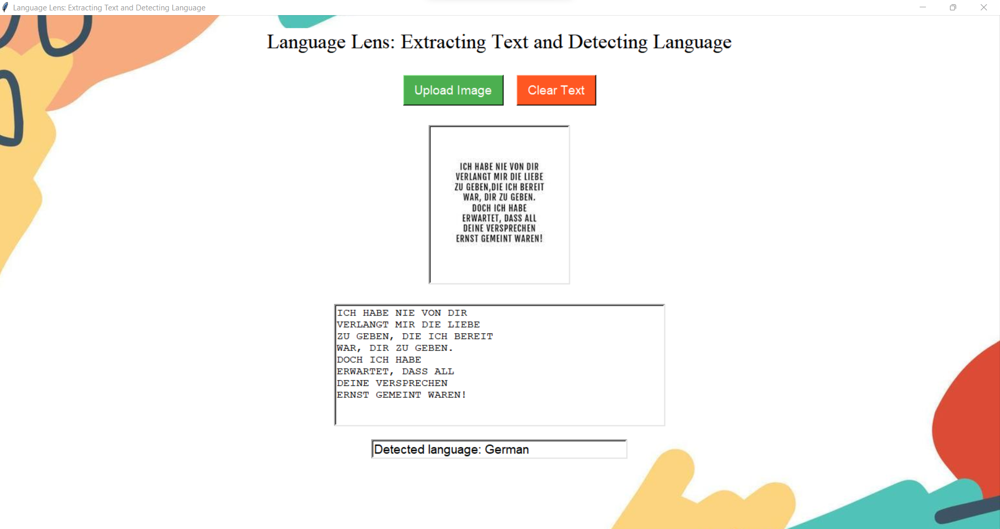 Language Lens: Extracting Text and Detecting Language
Language Lens: Extracting Text and Detecting Language
Upload Image
Clear Text
ICH HABE NIE VON DIR
VERLANGT MIR DIE LIEBE
ZU GEBEN,DIE ICH BEREIT
WAR, DIR ZU GEBEN.
DOCH ICH HABE
ERWARTET, DASS ALL
DEINE VERSPRECHEN
ERNST GEMEINT WAREN!
ICH HABE NIE VON DIR
VERLANGT MIR DIE LIEBE
ZU GEBEN, DIE ICH BEREIT
WAR, DIR ZU GEBEN.
DOCH ICH HABE
ERWARTET, DASS ALL
DEINE VERSPRECHEN
ERNST GEMEINT WAREN!
Detected language: German